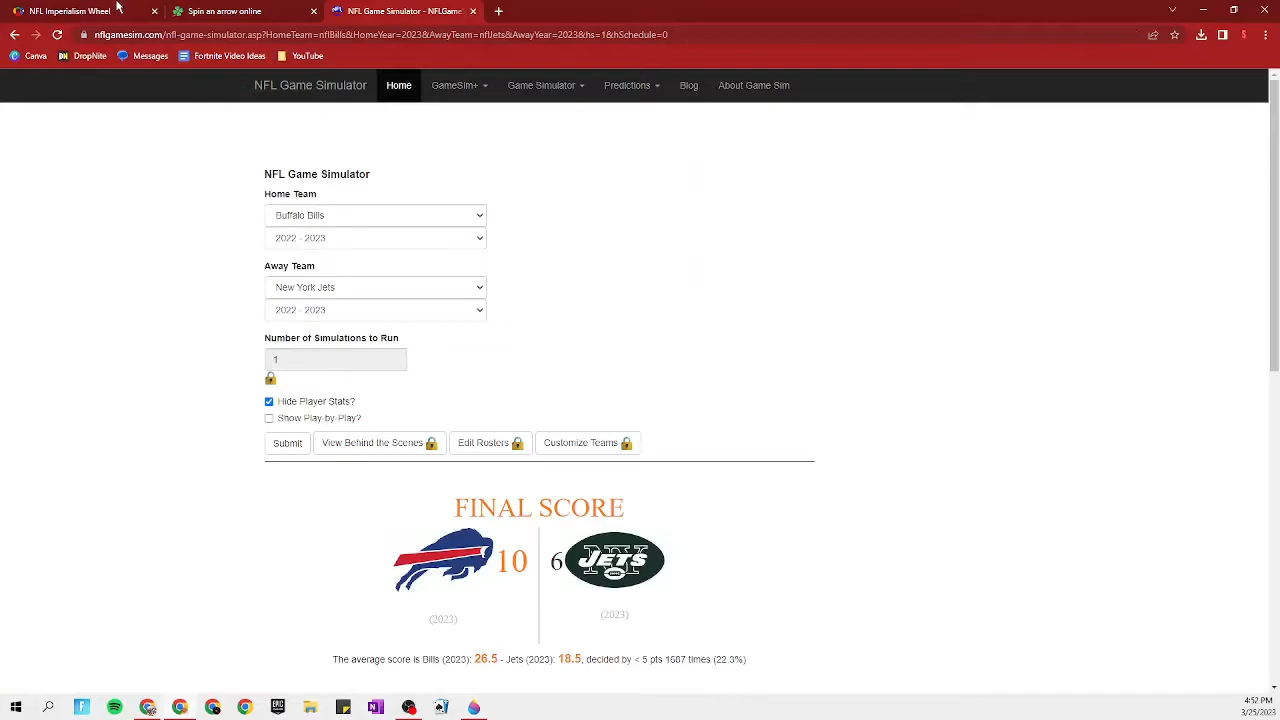 NFL Imperialism Wheel
Spin an arrow online
NFL Game Simulator - NFLGame
nflgamesim.com/nfl-game-simulator.asp?HomeTeam=nflBills&HomeYear=2023&AwayTeam=nflJets&AwayYear=2023&hs=1&hSchedule=0
S
Canva
DropNite
Messages
Fortnite Video Ideas
YouTube
NFL Game Simulator
Home
GameSim+
Game Simulator
Predictions
Blog
About Game Sim
NFL Game Simulator
Home Team
Buffalo Bills
2022 - 2023
Away Team
New York Jets
2022 - 2023
Number of Simulations to Run
1
Hide Player Stats?
Show Play-by-Play?
Submit
View Behind the Scenes
Edit Rosters
Customize Teams
FINAL SCORE
10
6
NY
JETS
(2023)
(2023)
The average score is Bills (2023): 26.5 - Jets (2023): 18.5, decided by < 5 pts 1687 times (22.3%)
EPIC
GAMES
4:52 PM
3/25/2023